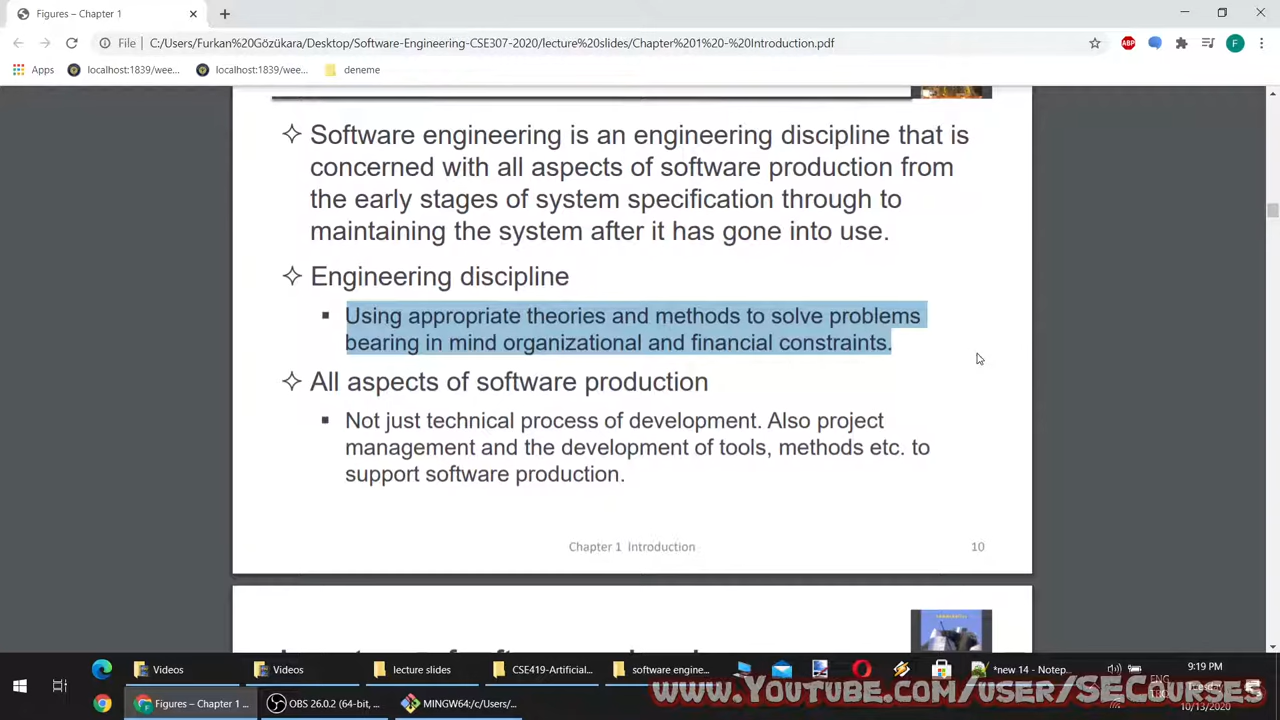 Figures – Chapter 1
File
C:/Users/Furkan%20Gözükara/Desktop/Software-Engineering-CSE307-2020/lecture%20slides/Chapter%201%20-%20Introduction.pdf
ABP
F
Apps
localhost:1839/wee...
localhost:1839/wee...
deneme
Software engineering is an engineering discipline that is
concerned with all aspects of software production from
the early stages of system specification through to
maintaining the system after it has gone into use.
Engineering discipline
Using appropriate theories and methods to solve problems
bearing in mind organizational and financial constraints.
All aspects of software production
Not just technical process of development. Also project
management and the development of tools, methods etc. to
support software production.
Chapter 1 Introduction
10
Videos
Videos
lecture slides
CSE419-Artificial...
software enginee...
*new 14 - Notep...
ENG
9:19 PM
Figures – Chapter 1 ...
OBS 26.0.2 (64-bit, ...
MINGW64:/c/Users/...
10/13/2020
www.YouTube.com/user/SECourses